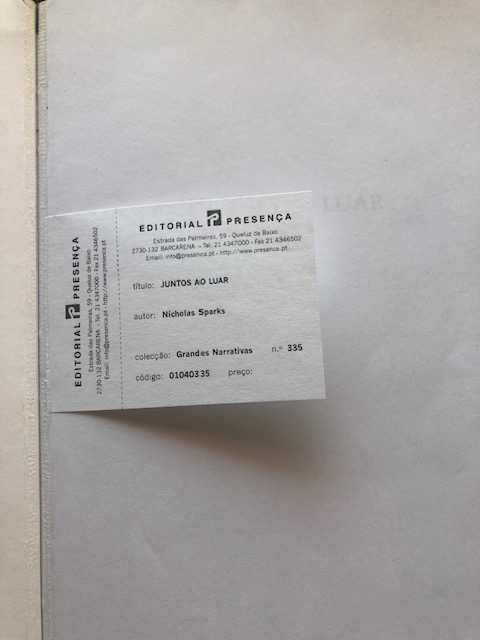 EDITORIAL PRESENÇA
Estrada das Palmeiras, 59 - Queluz de Baixo
2730-132 BARCARENA - Tel. 21 4347000 - Fax 21 4346502
Email: info@presenca.pt - http://www.presenca.pt
título: JUNTOS AO LUAR
autor: Nicholas Sparks
colecção: Grandes Narrativas n.º 335
código: 01040335 preço:
EDITORIAL PRESENÇA
Estrada das Palmeiras, 59 - Queluz de Baixo
2730-132 BARCARENA - Tel. 21 4347000 - Fax 21 4346502
Email: info@presenca.pt - http://www.presenca.pt
LUAR